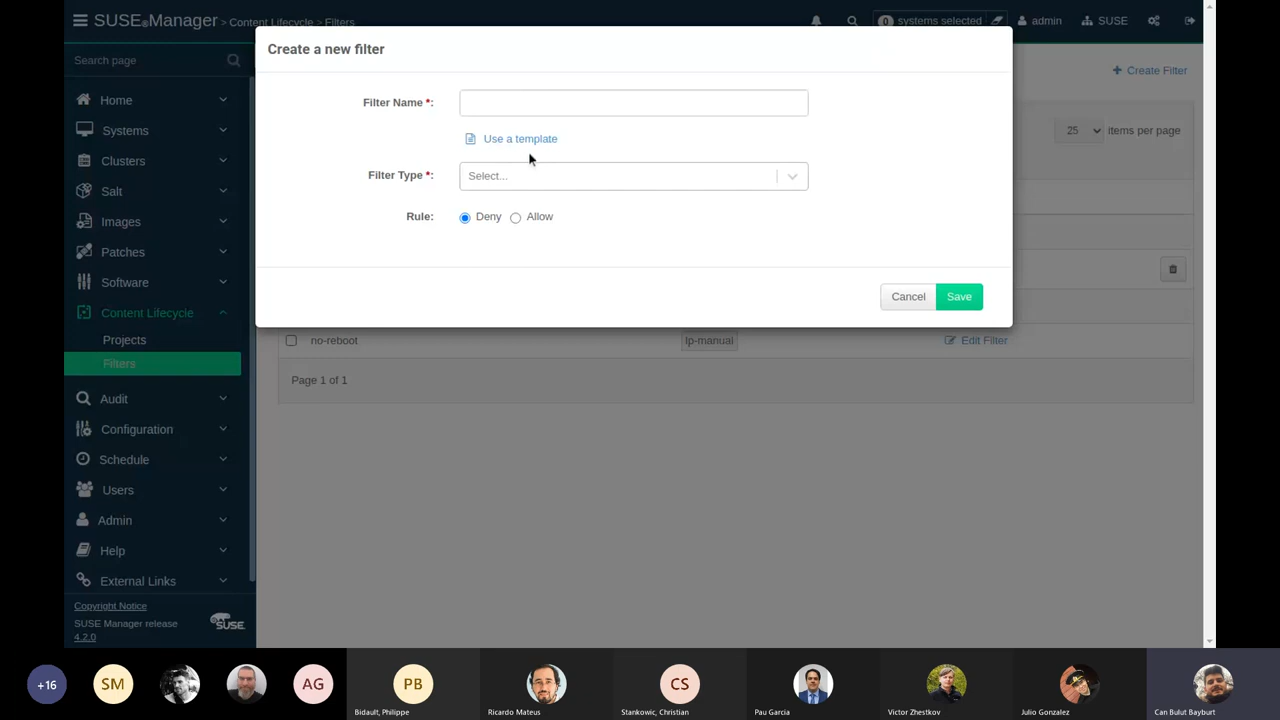 SUSE®Manager > Content Lifecycle > Filters
0 systems selected
admin
SUSE
Search page
Home
Systems
Clusters
Salt
Images
Patches
Software
Content Lifecycle
Projects
Filters
Audit
Configuration
Schedule
Users
Admin
Help
External Links
Copyright Notice
SUSE Manager release
4.2.0
SUSE
Create a new filter
Filter Name *:
Use a template
Filter Type *:
Select...
Rule:
Deny
Allow
Cancel
Save
Create Filter
25 items per page
no-reboot
lp-manual
Edit Filter
Page 1 of 1
+16
SM
AG
PB
CS
Bidault, Philippe
Ricardo Mateus
Stankowic, Christian
Pau Garcia
Victor Zhestkov
Julio Gonzalez
Can Bulut Bayburt